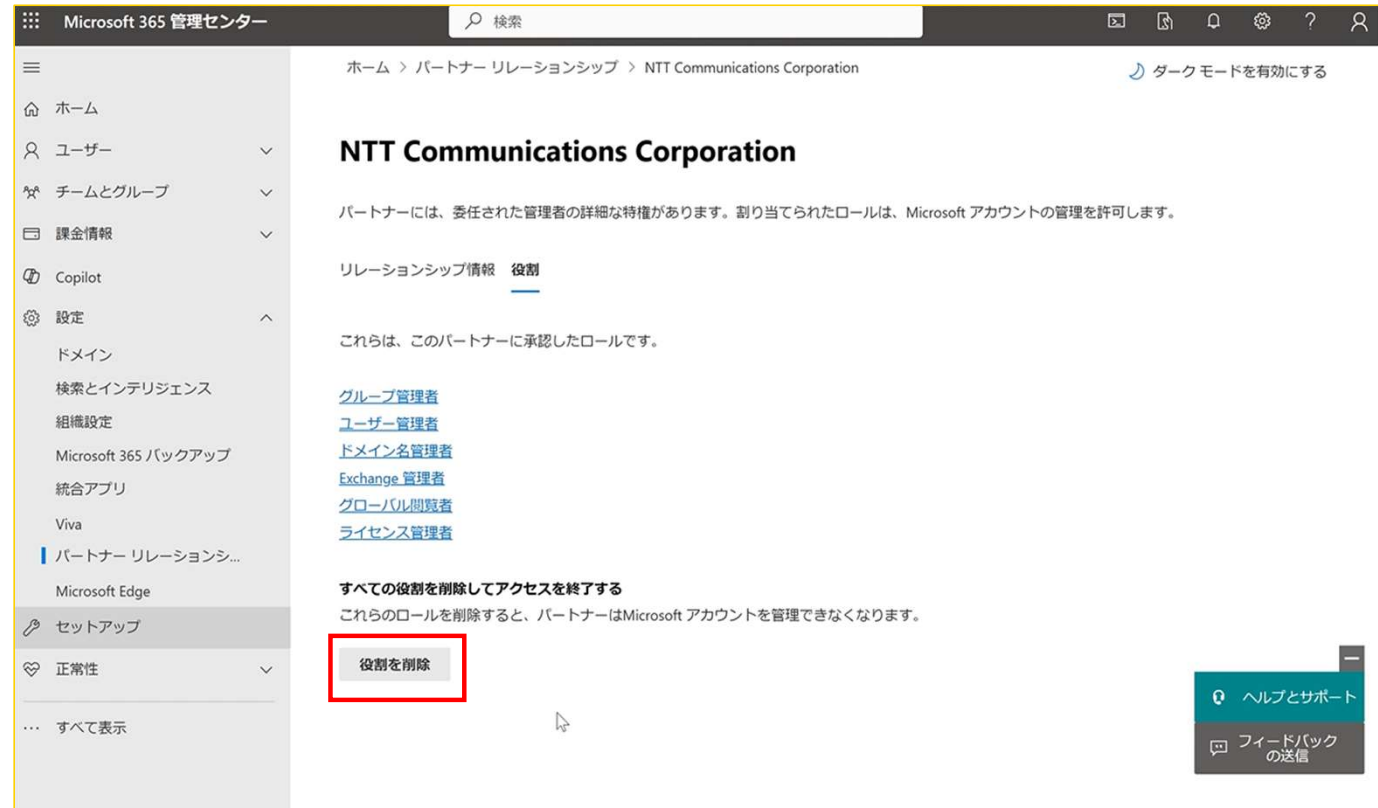 Microsoft 365 管理センター
検索
?
ホーム > パートナー リレーションシップ > NTT Communications Corporation
ダーク モードを有効にする
ホーム
ユーザー
チームとグループ
課金情報
Copilot
設定
ドメイン
検索とインテリジェンス
組織設定
Microsoft 365 バックアップ
統合アプリ
Viva
パートナー リレーションシ...
Microsoft Edge
セットアップ
正常性
すべて表示
NTT Communications Corporation
パートナーには、委任された管理者の詳細な特権があります。割り当てられたロールは、Microsoft アカウントの管理を許可します。
リレーションシップ情報 役割
これらは、このパートナーに承認したロールです。
グループ管理者
ユーザー管理者
ドメイン名管理者
Exchange 管理者
グローバル閲覧者
ライセンス管理者
すべての役割を削除してアクセスを終了する
これらのロールを削除すると、パートナーはMicrosoft アカウントを管理できなくなります。
役割を削除
ヘルプとサポート
フィードバック
の送信